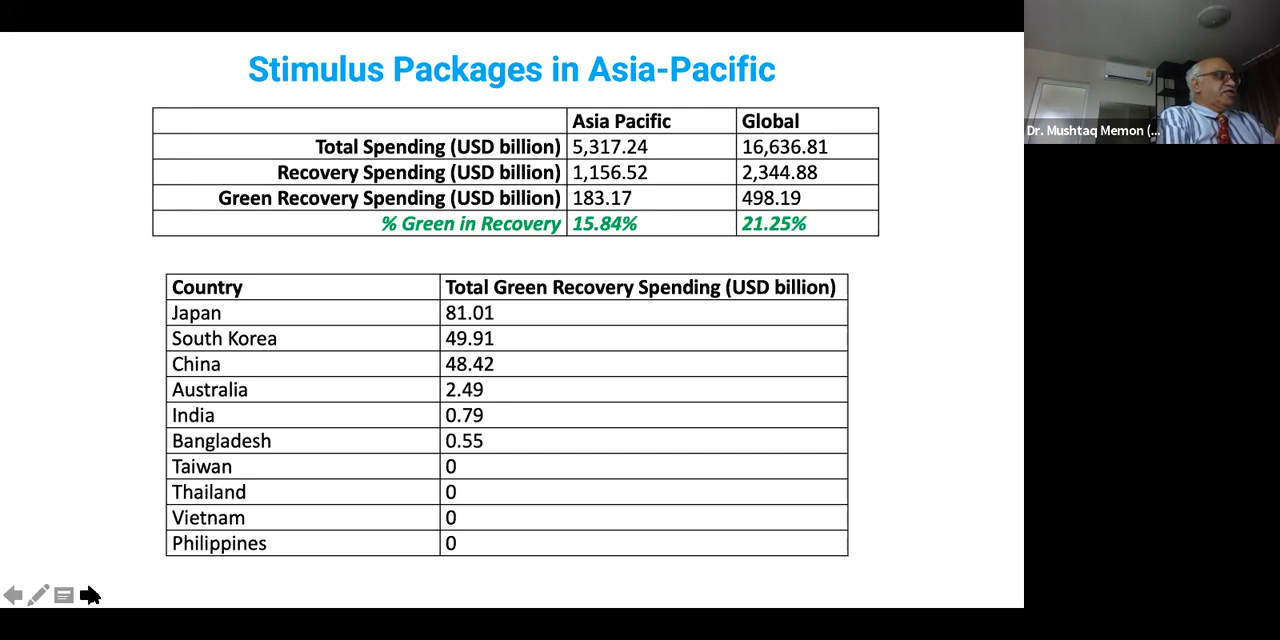 Stimulus Packages in Asia-Pacific
Asia Pacific Global
Total Spending (USD billion) 5,317.24 16,636.81
Recovery Spending (USD billion) 1,156.52 2,344.88
Green Recovery Spending (USD billion) 183.17 498.19
% Green in Recovery 15.84% 21.25%
Country Total Green Recovery Spending (USD billion)
Japan 81.01
South Korea 49.91
China 48.42
Australia 2.49
India 0.79
Bangladesh 0.55
Taiwan 0
Thailand 0
Vietnam 0
Philippines 0
Dr. Mushtaq Memon (...